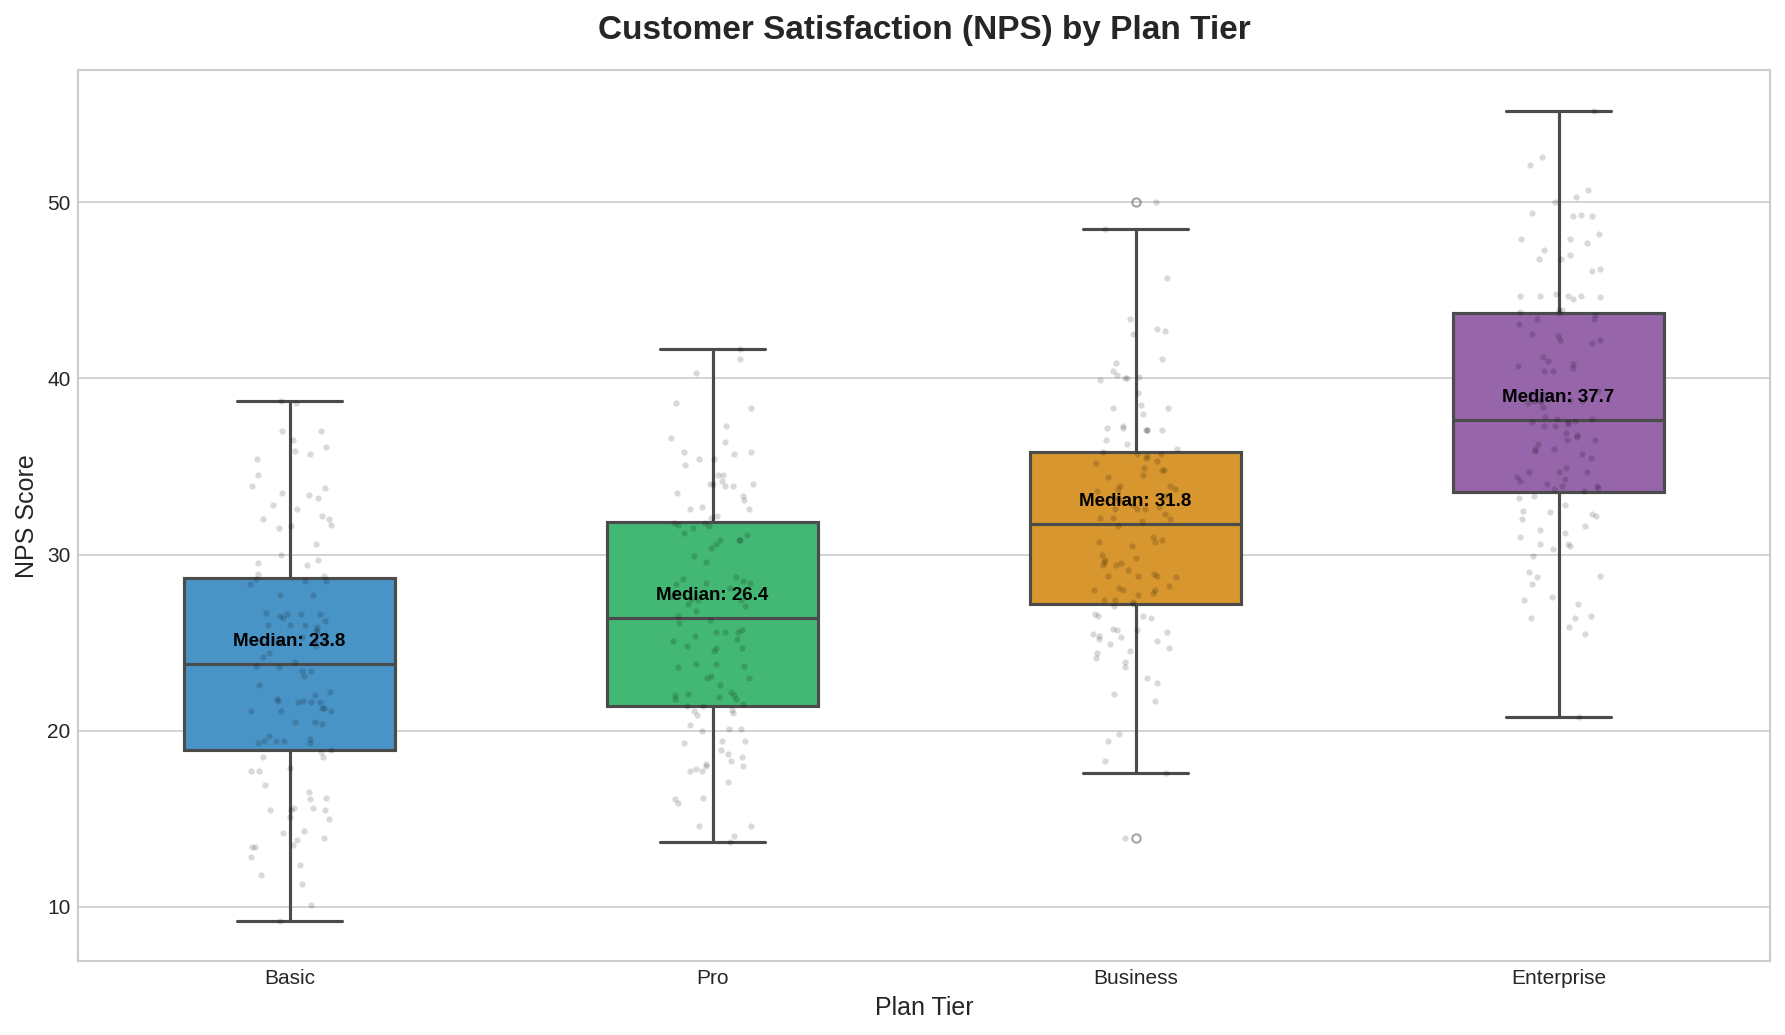 Customer Satisfaction (NPS) by Plan Tier
NPS Score
50
40
30
20
10
Median: 23.8
Median: 26.4
Median: 31.8
Median: 37.7
Basic
Pro
Business
Enterprise
Plan Tier